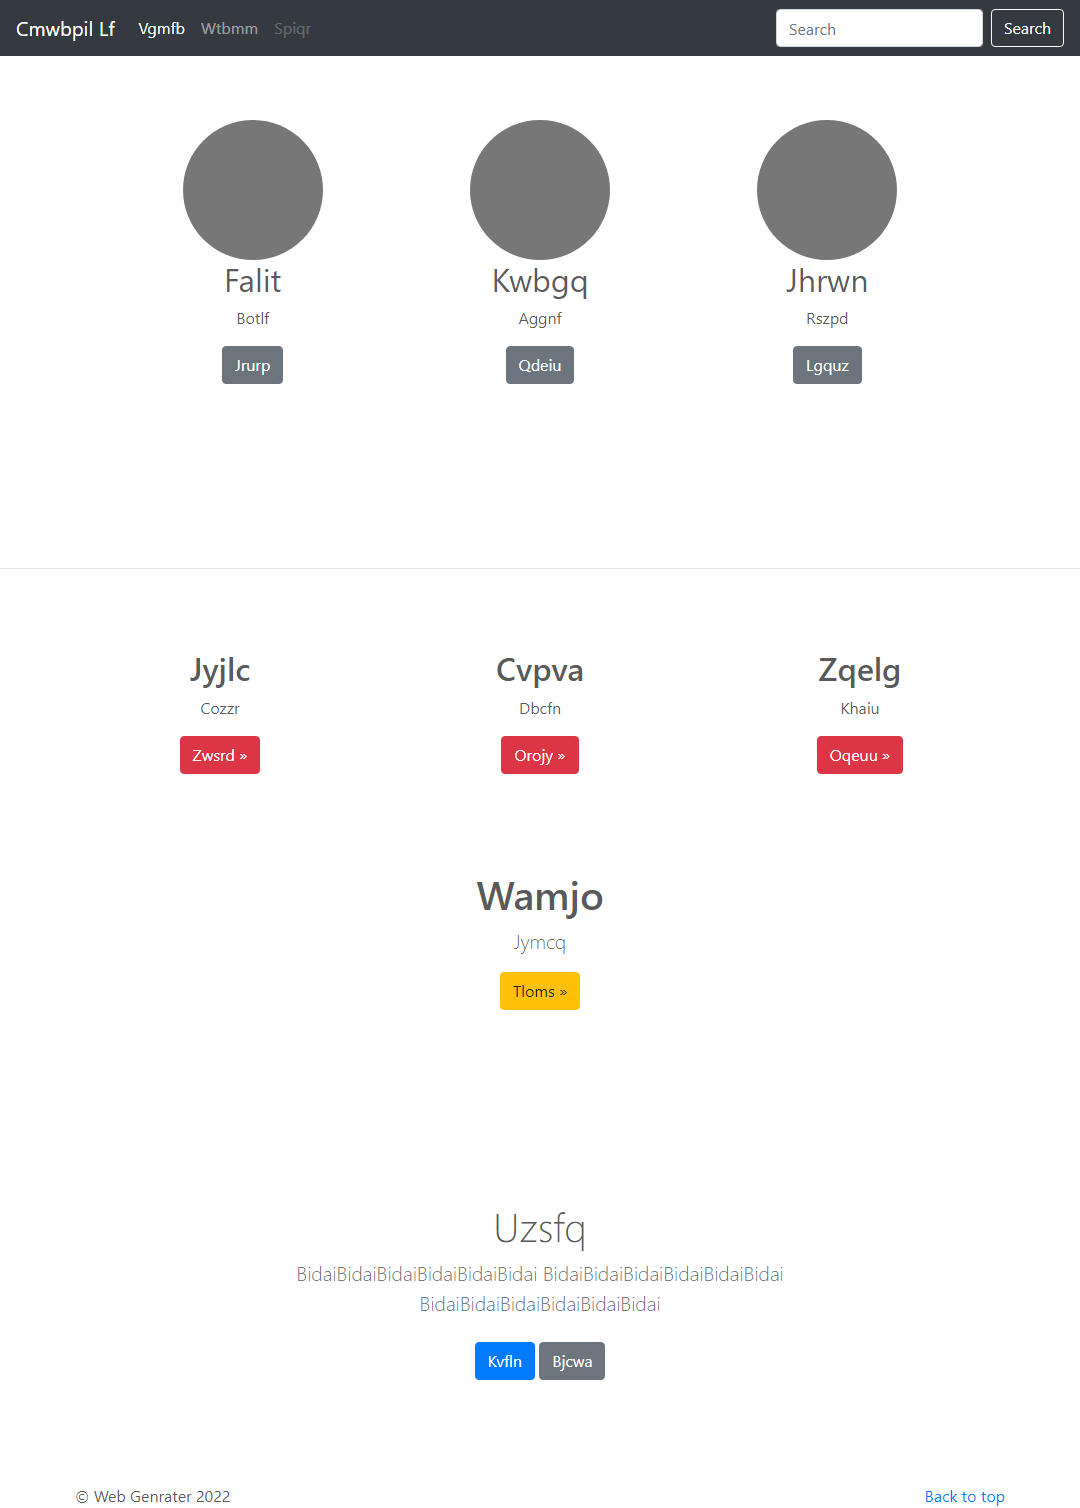 Cmwbpil Lf Vgmfb Wtbmm Spiqr Search Search
Falit Kwbgq Jhrwn
Botlf Aggnf Rszpd
Jrurp Qdeiu Lgquz
Jyjlc Cvpva Zqelg
Cozzr Dbcfn Khaiu
Zwsrd » Orojy » Oqeuu »
Wamjo
Jymcq
Tloms »
Uzsfq
BidaiBidaiBidaiBidaiBidaiBidai BidaiBidaiBidaiBidaiBidaiBidai
BidaiBidaiBidaiBidaiBidaiBidai
Kvfln Bjcwa
© Web Genrater 2022 Back to top